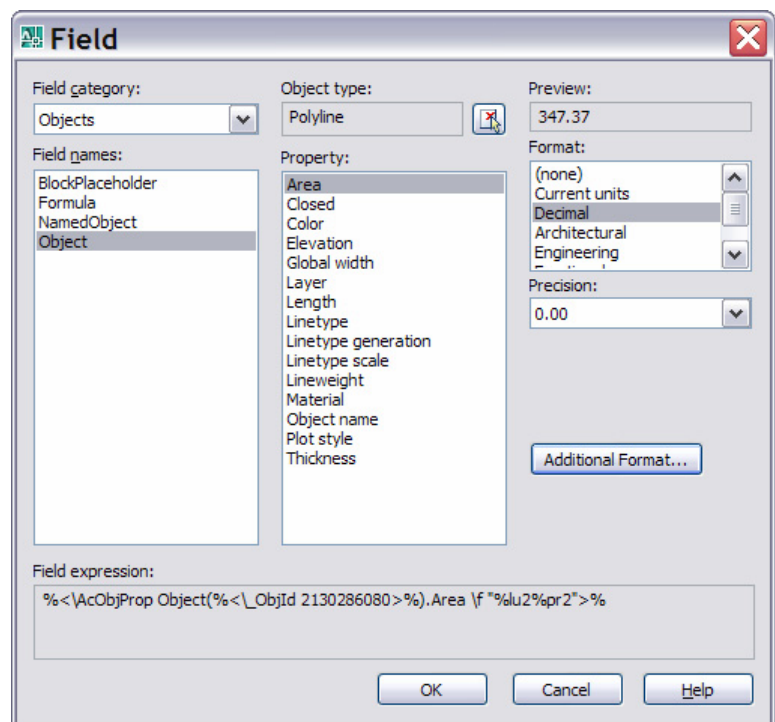 Field
Field category:
Objects
Field names:
BlockPlaceholder
Formula
NamedObject
Object
Object type:
Polyline
Property:
Area
Closed
Color
Elevation
Global width
Layer
Length
Linetype
Linetype generation
Linetype scale
Lineweight
Material
Object name
Plot style
Thickness
Preview:
347.37
Format:
(none)
Current units
Decimal
Architectural
Engineering
Precision:
0.00
Additional Format...
Field expression:
%<\AcObjProp Object(%<\_ObjId 2130286080>%).Area \f "%lu2%pr2">%
OK
Cancel
Help